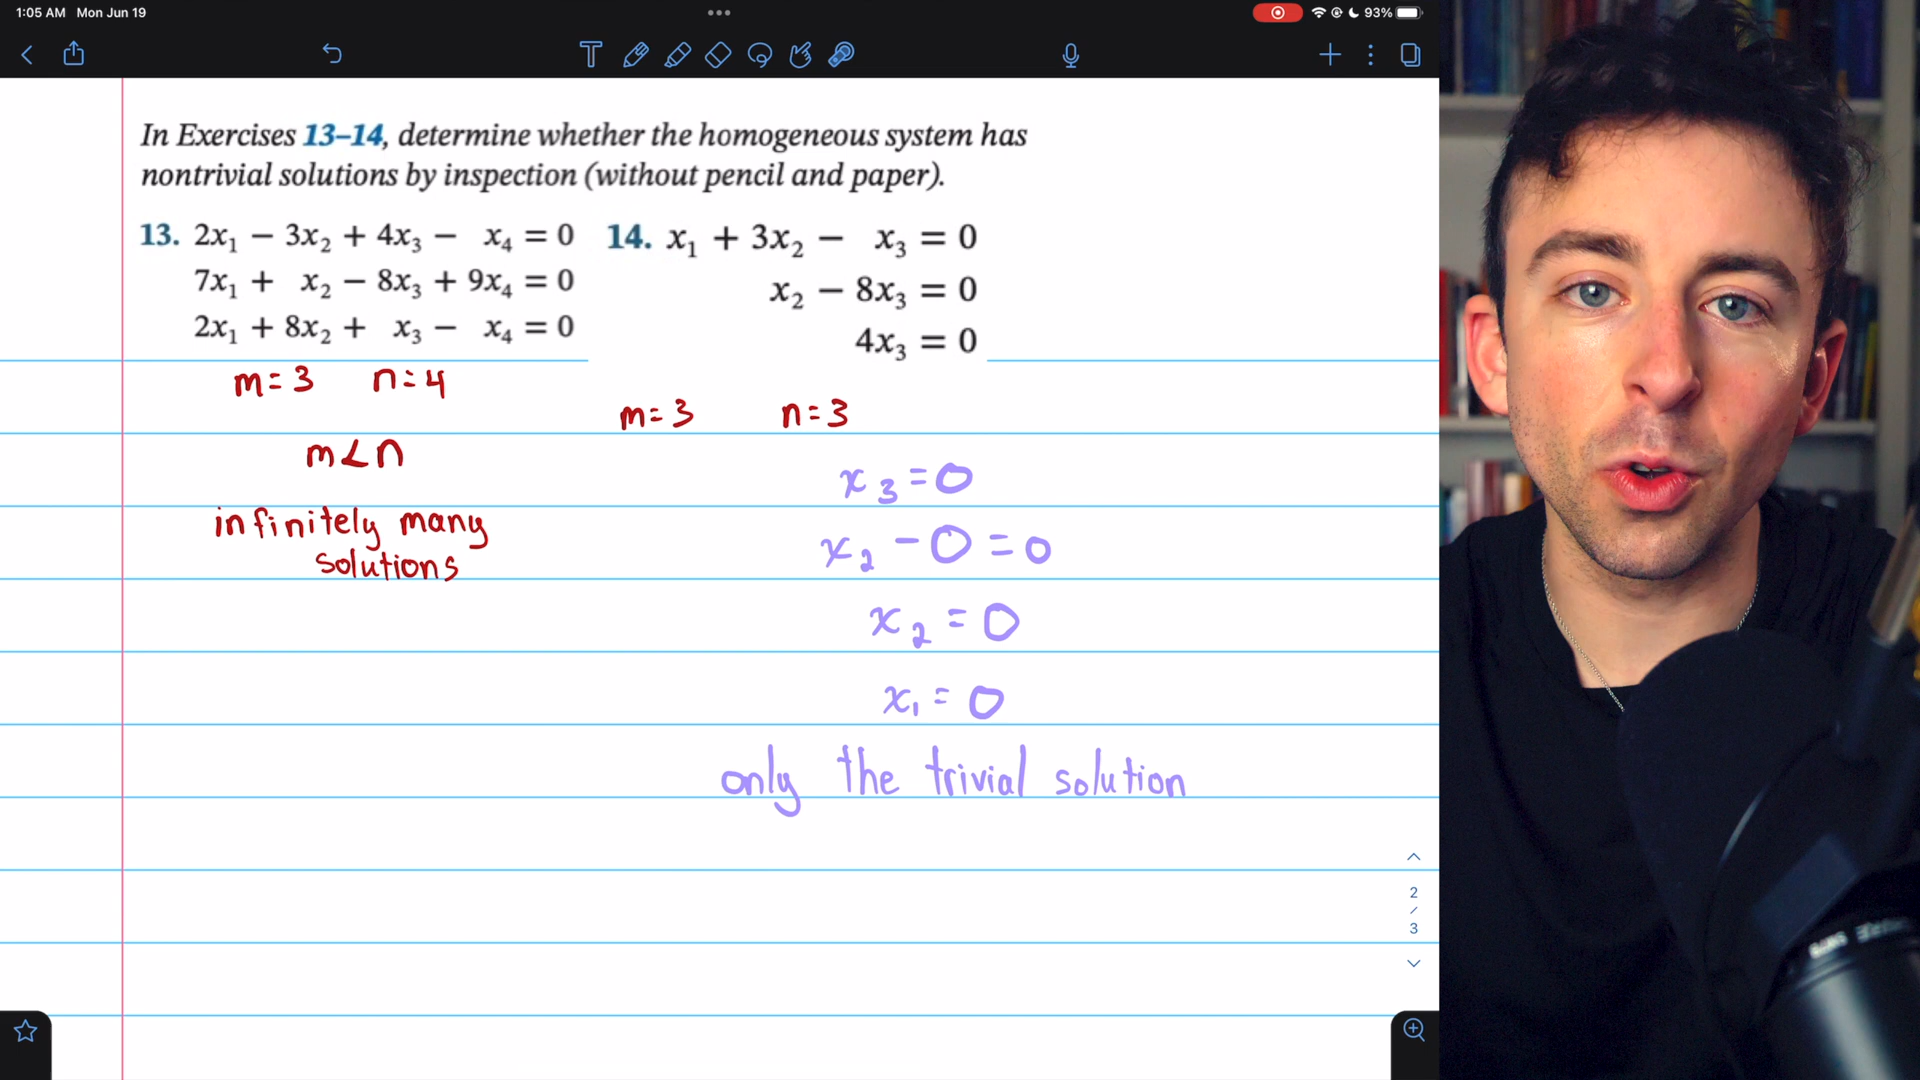 1:05 AM Mon Jun 19
93%
In Exercises 13–14, determine whether the homogeneous system has
nontrivial solutions by inspection (without pencil and paper).
13. 2x₁ − 3x₂ + 4x₃ − x₄ = 0
7x₁ + x₂ − 8x₃ + 9x₄ = 0
2x₁ + 8x₂ + x₃ − x₄ = 0
m=3 n=4
m<n
infinitely many
solutions
14. x₁ + 3x₂ − x₃ = 0
x₂ − 8x₃ = 0
4x₃ = 0
m=3 n=3
x₃=0
x₂ −0=0
x₂=0
x₁=0
only the trivial solution
2
/
3